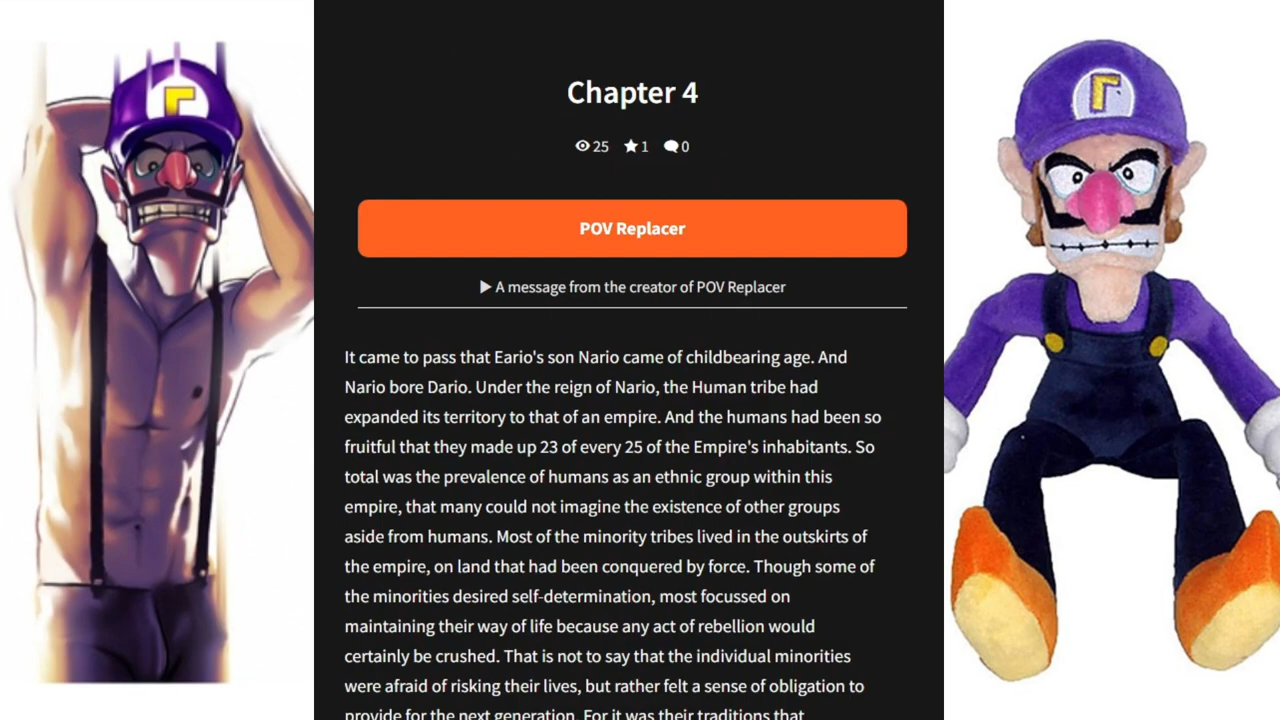 Chapter 4
25 1 0
POV Replacer
▶ A message from the creator of POV Replacer
It came to pass that Eario's son Nario came of childbearing age. And
Nario bore Dario. Under the reign of Nario, the Human tribe had
expanded its territory to that of an empire. And the humans had been so
fruitful that they made up 23 of every 25 of the Empire's inhabitants. So
total was the prevalence of humans as an ethnic group within this
empire, that many could not imagine the existence of other groups
aside from humans. Most of the minority tribes lived in the outskirts of
the empire, on land that had been conquered by force. Though some of
the minorities desired self-determination, most focussed on
maintaining their way of life because any act of rebellion would
certainly be crushed. That is not to say that the individual minorities
were afraid of risking their lives, but rather felt a sense of obligation to
provide for the next generation. For it was their traditions that